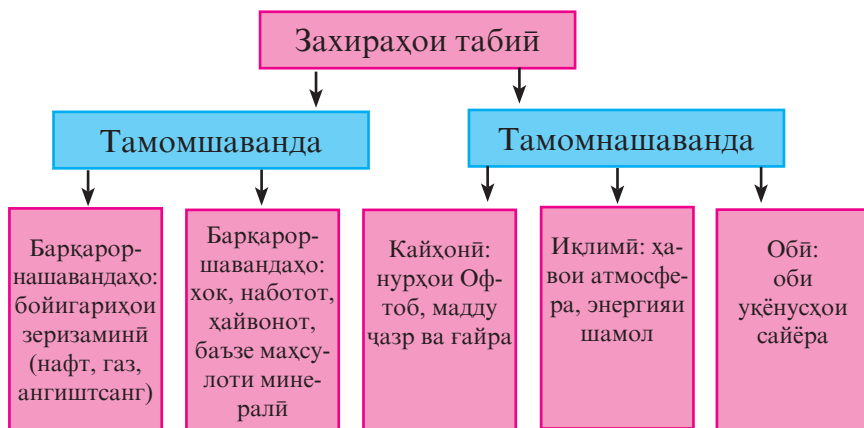 Захираҳои табиӣ
Тамомшаванда
Тамомнашаванда
Барқарор-
нашавандаҳо:
бойигариҳои
зеризаминӣ
(нафт, газ,
ангиштсанг)
Барқарор-
шавандаҳо:
хок, наботот,
ҳайвонот,
баъзе маҳсу-
лоти мине-
ралӣ
Кайҳонӣ:
нурҳои Оф-
тоб, мадду
ҷазр ва ғайра
Иқлимӣ: ҳа-
вои атмосфе-
ра, энергияи
шамол
Обӣ:
оби
уқёнусҳои
сайёра